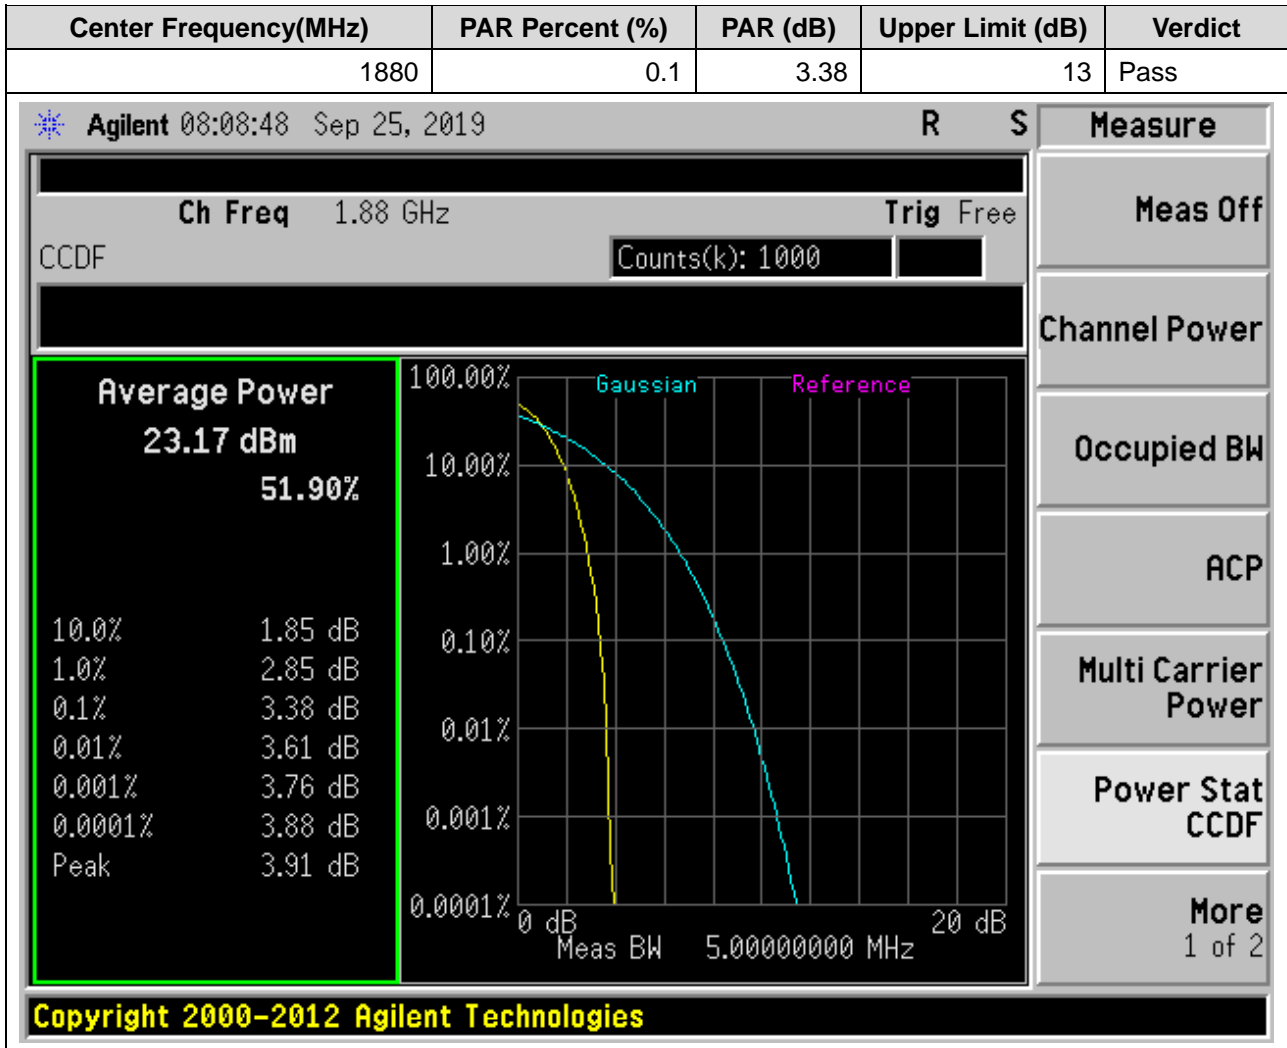 Center Frequency(MHz) PAR Percent (%) PAR (dB) Upper Limit (dB) Verdict
1880 0.1 3.38 13 Pass
Agilent 08:08:48 Sep 25, 2019 R S Measure
Ch Freq 1.88 GHz Trig Free
CCDF Counts(k): 1000
Meas Off
Channel Power
Occupied BW
ACP
Multi Carrier
Power
Power Stat
CCDF
More
1 of 2
Average Power
23.17 dBm
51.90%
10.0% 1.85 dB
1.0% 2.85 dB
0.1% 3.38 dB
0.01% 3.61 dB
0.001% 3.76 dB
0.0001% 3.88 dB
Peak 3.91 dB
Gaussian Reference
100.00%
10.00%
1.00%
0.10%
0.01%
0.001%
0.0001%
0 dB 20 dB
Meas BW 5.00000000 MHz
Copyright 2000-2012 Agilent Technologies